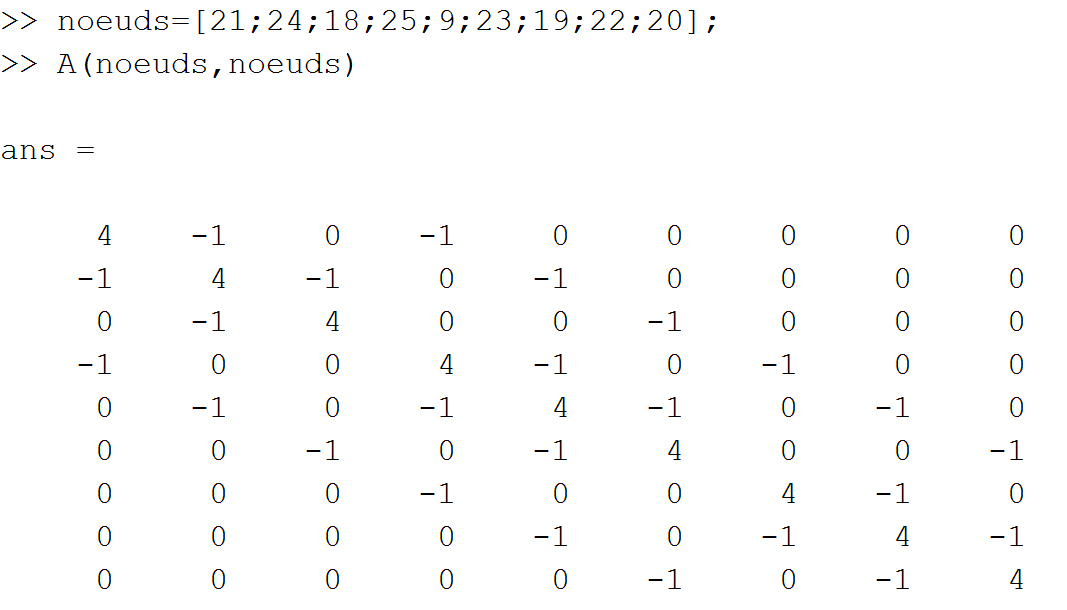 >> noeuds=[21;24;18;25;9;23;19;22;20];
>> A(noeuds,noeuds)
ans =
4 -1 0 -1 0 0 0 0 0
-1 4 -1 0 -1 0 0 0 0
0 -1 4 0 0 -1 0 0 0
-1 0 0 4 -1 0 -1 0 0
0 -1 0 -1 4 -1 0 -1 0
0 0 -1 0 -1 4 0 0 -1
0 0 0 -1 0 0 4 -1 0
0 0 0 0 -1 0 -1 4 -1
0 0 0 0 0 -1 0 -1 4